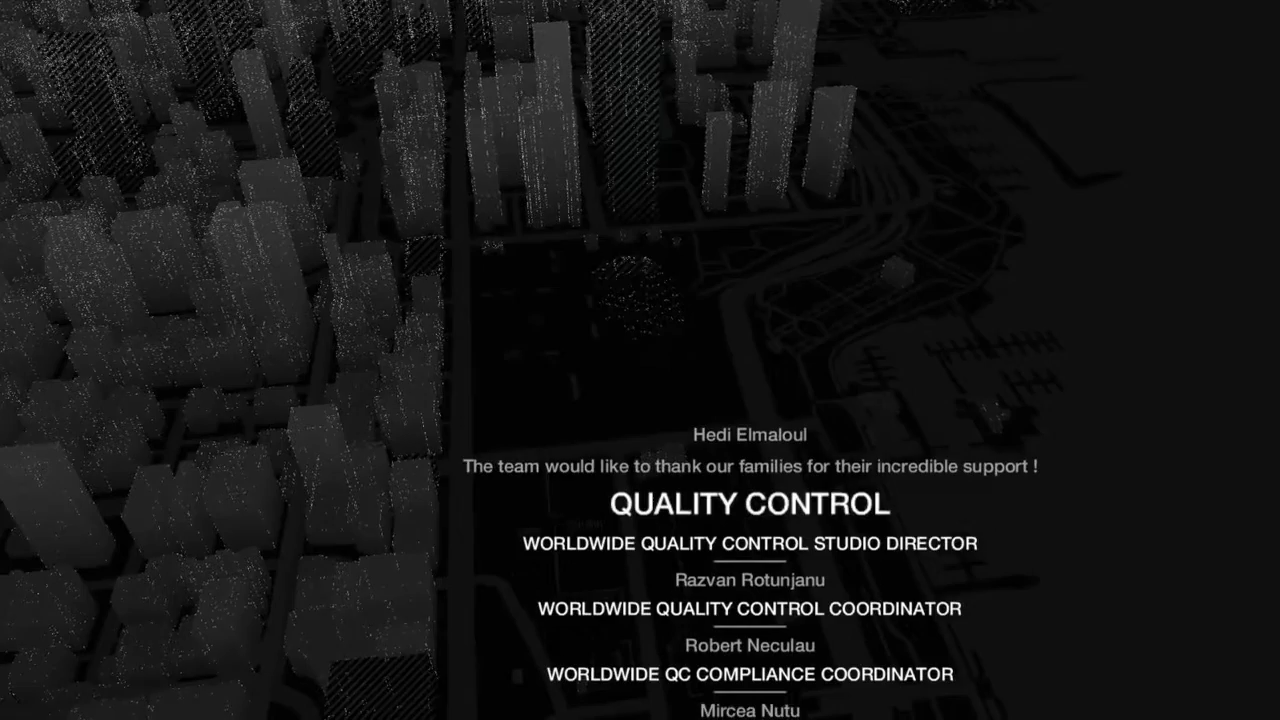 Hedi Elmaloul
The team would like to thank our families for their incredible support !
QUALITY CONTROL
WORLDWIDE QUALITY CONTROL STUDIO DIRECTOR
Razvan Rotunjanu
WORLDWIDE QUALITY CONTROL COORDINATOR
Robert Neculau
WORLDWIDE QC COMPLIANCE COORDINATOR
Mircea Nutu